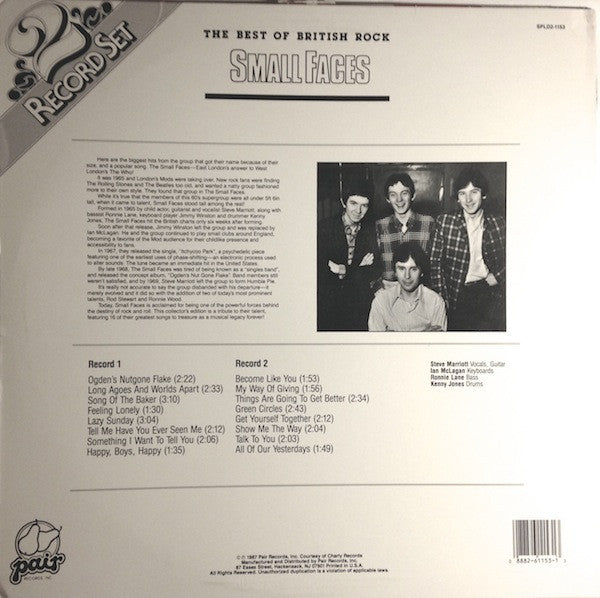 2
RECORD SET
THE BEST OF BRITISH ROCK
SPLD2-1153
SMALL FACES
Here are the biggest hits from the group that got their name because of their
size, and a popular song. The Small Faces—East London's answer to West
London's The Who!
It was 1965 and London's Mods were taking over. New rock fans were finding
The Rolling Stones and The Beatles too old, and wanted a natty group fashioned
more to their own style. They found that group in The Small Faces.
While it's true that the members of this 60's supergroup were all under 5ft 6in
tall, when it came to talent, Small Faces stood tall among the rest!
Formed in 1965 by child actor, guitarist and vocalist Steve Marriott, along with
bassist Ronnie Lane, keyboard player Jimmy Winston and drummer Kenny
Jones, The Small Faces hit the British charts only six weeks after forming.
Soon after that release, Jimmy Winston left the group and was replaced by
Ian McLagan. He and the group continued to play small clubs around England,
becoming a favorite of the Mod audience for their childlike presence and
accessibility to fans.
In 1967, they released the single, "Itchycoo Park", a psychedelic piece
featuring one of the earliest uses of phase-shifting—an electronic process used
to alter sounds. The tune became an immediate hit in the United States.
By late 1968, The Small Faces was tired of being known as a "singles band",
and released the concept album, "Ogden's Nut Gone Flake". Band members still
weren't satisfied, and by 1969, Steve Marriott left the group to form Humble Pie.
It's really not accurate to say the group disbanded with his departure—it
merely evolved and it did so with the addition of two of today's most prominent
talents, Rod Stewart and Ronnie Wood.
Today, Small Faces is acclaimed for being one of the powerful forces behind
the destiny of rock and roll. This collector's edition is a tribute to their talent,
featuring 16 of their greatest songs to treasure as a musical legacy forever!
Record 1
Ogden's Nutgone Flake (2:22)
Long Agoes And Worlds Apart (2:33)
Song Of The Baker (3:10)
Feeling Lonely (1:30)
Lazy Sunday (3:04)
Tell Me Have You Ever Seen Me (2:12)
Something I Want To Tell You (2:06)
Happy, Boys, Happy (1:35)
Record 2
Become Like You (1:53)
My Way Of Giving (1:56)
Things Are Going To Get Better (2:34)
Green Circles (2:43)
Get Yourself Together (2:12)
Show Me The Way (2:04)
Talk To You (2:03)
All Of Our Yesterdays (1:49)
Steve Marriott Vocals, Guitar
Ian McLagan Keyboards
Ronnie Lane Bass
Kenny Jones Drums
pair
RECORDS, INC.
© ℗ 1987 Pair Records, Inc. Courtesy of Charly Records
Manufactured and Distributed by Pair Records, Inc.
87 Essex Street, Hackensack, NJ 07601 Printed in U.S.A.
All Rights Reserved. Unauthorized duplication is a violation of applicable laws.
0 8882-61153-1